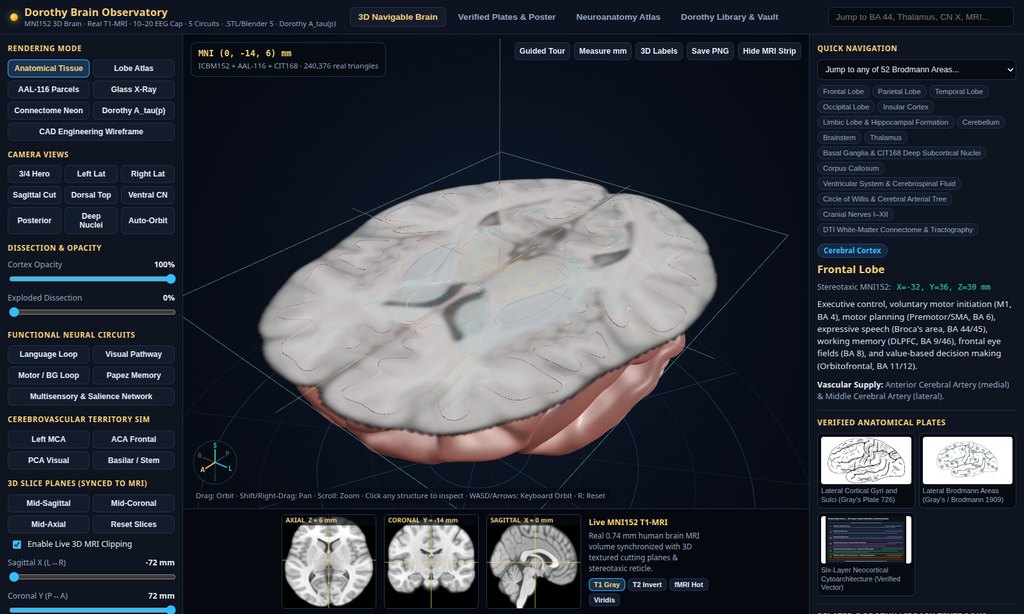 Dorothy Brain Observatory
MNI152 3D Brain · Real T1-MRI · 10–20 EEG Cap · 5 Circuits · .STL/Blender 5 · Dorothy A_tau(p)
3D Navigable Brain
Verified Plates & Poster
Neuroanatomy Atlas
Dorothy Library & Vault
Jump to BA 44, Thalamus, CN X, MRI...
RENDERING MODE
Anatomical Tissue
Lobe Atlas
AAL-116 Parcels
Glass X-Ray
Connectome Neon
Dorothy A_tau(p)
CAD Engineering Wireframe
CAMERA VIEWS
3/4 Hero
Left Lat
Right Lat
Sagittal Cut
Dorsal Top
Ventral CN
Posterior
Deep
Nuclei
Auto-Orbit
DISSECTION & OPACITY
Cortex Opacity
100%
Exploded Dissection
0%
FUNCTIONAL NEURAL CIRCUITS
Language Loop
Visual Pathway
Motor / BG Loop
Papez Memory
Multisensory & Salience Network
CEREBROVASCULAR TERRITORY SIM
Left MCA
ACA Frontal
PCA Visual
Basilar / Stem
3D SLICE PLANES (SYNCED TO MRI)
Mid-Sagittal
Mid-Coronal
Mid-Axial
Reset Slices
Enable Live 3D MRI Clipping
Sagittal X (L↔R)
-72 mm
Coronal Y (P↔A)
72 mm
MNI (0, -14, 6) mm
ICBM152 + AAL-116 + CIT168 · 240,376 real triangles
Guided Tour
Measure mm
3D Labels
Save PNG
Hide MRI Strip
S
R
P
A
L
Drag: Orbit · Shift/Right-Drag: Pan · Scroll: Zoom · Click any structure to inspect · WASD/Arrows: Keyboard Orbit · R: Reset
AXIAL Z = 6 mm
CORONAL Y = -14 mm
SAGITTAL X = 0 mm
Live MNI152 T1-MRI
Real 0.74 mm human brain MRI
volume synchronized with 3D
textured cutting planes &
stereotaxic reticle.
T1 Gray
T2 Invert
fMRI Hot
Viridis
QUICK NAVIGATION
Jump to any of 52 Brodmann Areas...
Frontal Lobe
Parietal Lobe
Temporal Lobe
Occipital Lobe
Insular Cortex
Limbic Lobe & Hippocampal Formation
Cerebellum
Brainstem
Thalamus
Basal Ganglia & CIT168 Deep Subcortical Nuclei
Corpus Callosum
Ventricular System & Cerebrospinal Fluid
Circle of Willis & Cerebral Arterial Tree
Cranial Nerves I–XII
DTI White-Matter Connectome & Tractography
Cerebral Cortex
Frontal Lobe
Stereotaxic MNI152: X=-32, Y=36, Z=30 mm
Executive control, voluntary motor initiation (M1,
BA 4), motor planning (Premotor/SMA, BA 6),
expressive speech (Broca's area, BA 44/45),
working memory (DLPFC, BA 9/46), frontal eye
fields (BA 8), and value-based decision making
(Orbitofrontal, BA 11/12).
Vascular Supply: Anterior Cerebral Artery (medial)
& Middle Cerebral Artery (lateral).
VERIFIED ANATOMICAL PLATES
Lateral Cortical Gyri and
Sulci (Gray's Plate 726)
Lateral Brodmann Areas
(Gray's / Brodmann 1909)
Six-Layer Neocortical
Cytoarchitecture (Verified
Vector)